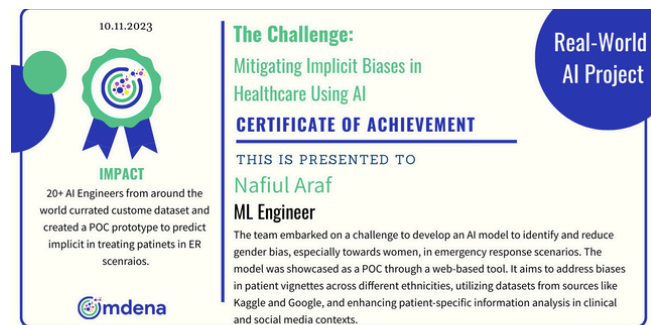 10.11.2023
IMPACT
20+ AI Engineers from around the
world currated custome dataset and
created a POC prototype to predict
implicit in treating patinets in ER
scenraios.
Omdena
The Challenge:
Mitigating Implicit Biases in
Healthcare Using AI
CERTIFICATE OF ACHIEVEMENT
THIS IS PRESENTED TO
Nafiul Araf
ML Engineer
The team embarked on a challenge to develop an AI model to identify and reduce
gender bias, especially towards women, in emergency response scenarios. The
model was showcased as a POC through a web-based tool. It aims to address biases
in patient vignettes across different ethnicities, utilizing datasets from sources like
Kaggle and Google, and enhancing patient-specific information analysis in clinical
and social media contexts.
Real-World
AI Project